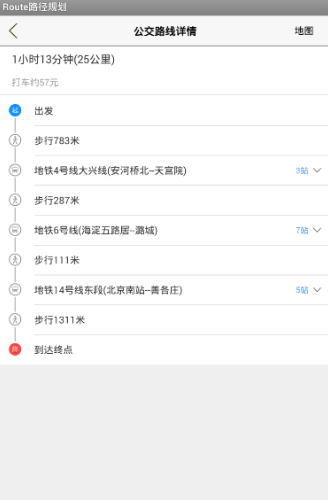 Route路径规划
公交路线详情
地图
1小时13分钟(25公里)
打车约57元
起
出发
步行783米
地铁4号线大兴线(安河桥北--天宫院)
3站
步行287米
地铁6号线(海淀五路居--潞城)
7站
步行111米
地铁14号线东段(北京南站--善各庄)
5站
步行1311米
终
到达终点